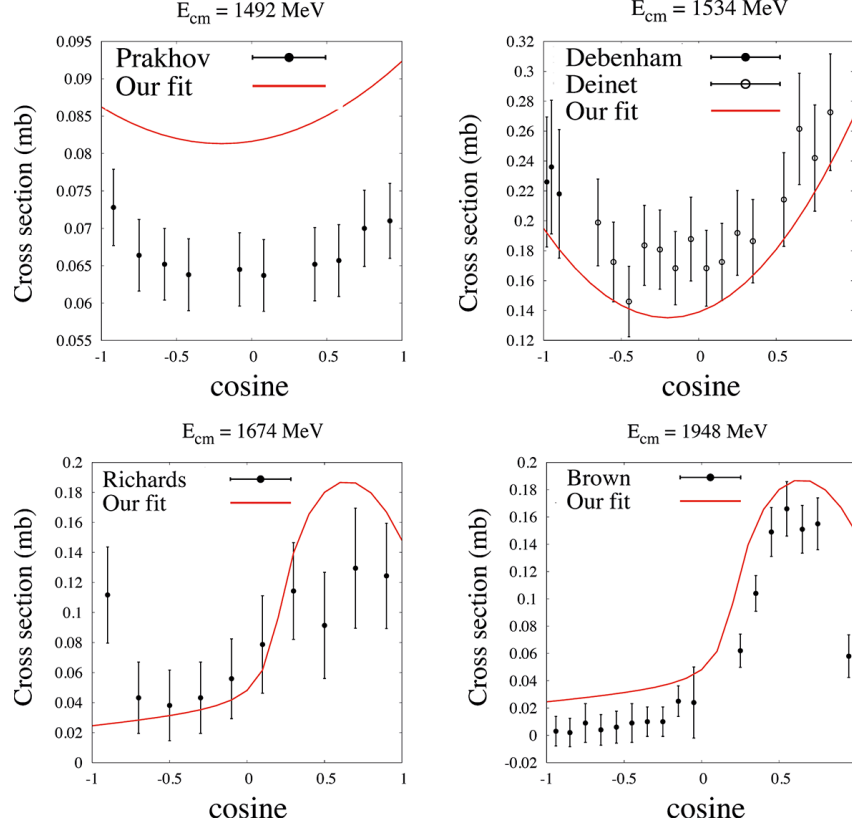 E_cm = 1492 MeV
0.095
0.09
0.085
0.08
0.075
0.07
0.065
0.06
0.055
Prakhov
Our fit
Cross section (mb)
-1 -0.5 0 0.5 1
cosine
E_cm = 1534 MeV
0.32
0.3
0.28
0.26
0.24
0.22
0.2
0.18
0.16
0.14
0.12
Debenham
Deinet
Our fit
Cross section (mb)
-1 -0.5 0 0.5
cosine
E_cm = 1674 MeV
0.2
0.18
0.16
0.14
0.12
0.1
0.08
0.06
0.04
0.02
0
Richards
Our fit
Cross section (mb)
-1 -0.5 0 0.5 1
cosine
E_cm = 1948 MeV
0.2
0.18
0.16
0.14
0.12
0.1
0.08
0.06
0.04
0.02
0
-0.02
Brown
Our fit
Cross section (mb)
-1 -0.5 0 0.5
cosine